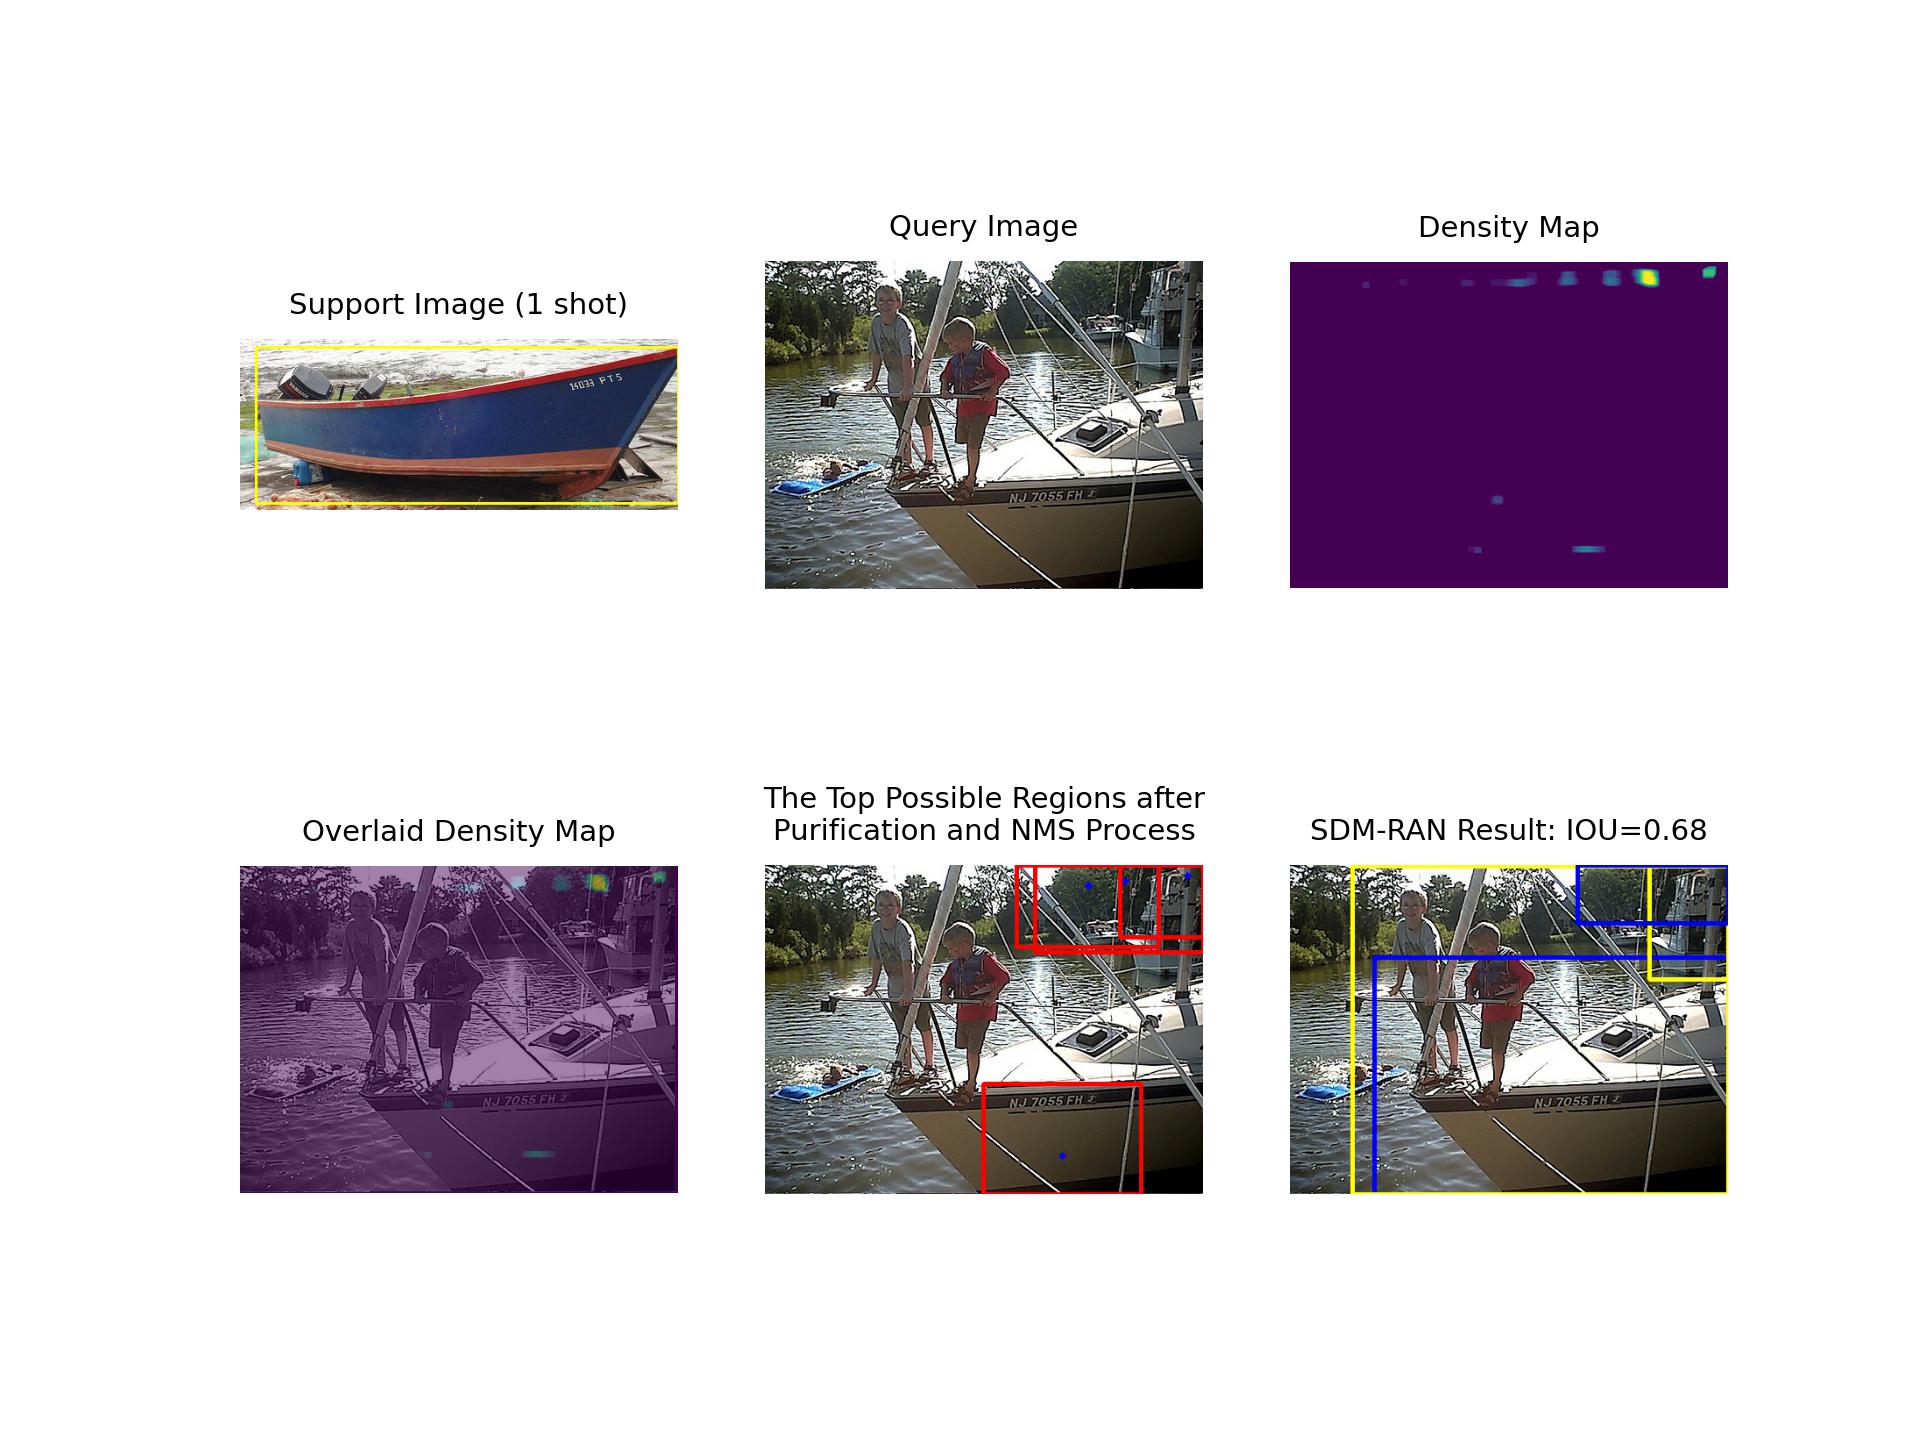 Query Image
Density Map
Support Image (1 shot)
14033 PTS
YAMAHA
NJ 7055 FH
The Top Possible Regions after
Purification and NMS Process
Overlaid Density Map
SDM-RAN Result: IOU=0.68
NJ 7055 FH
NJ 7055 FH
NJ 7055 FH